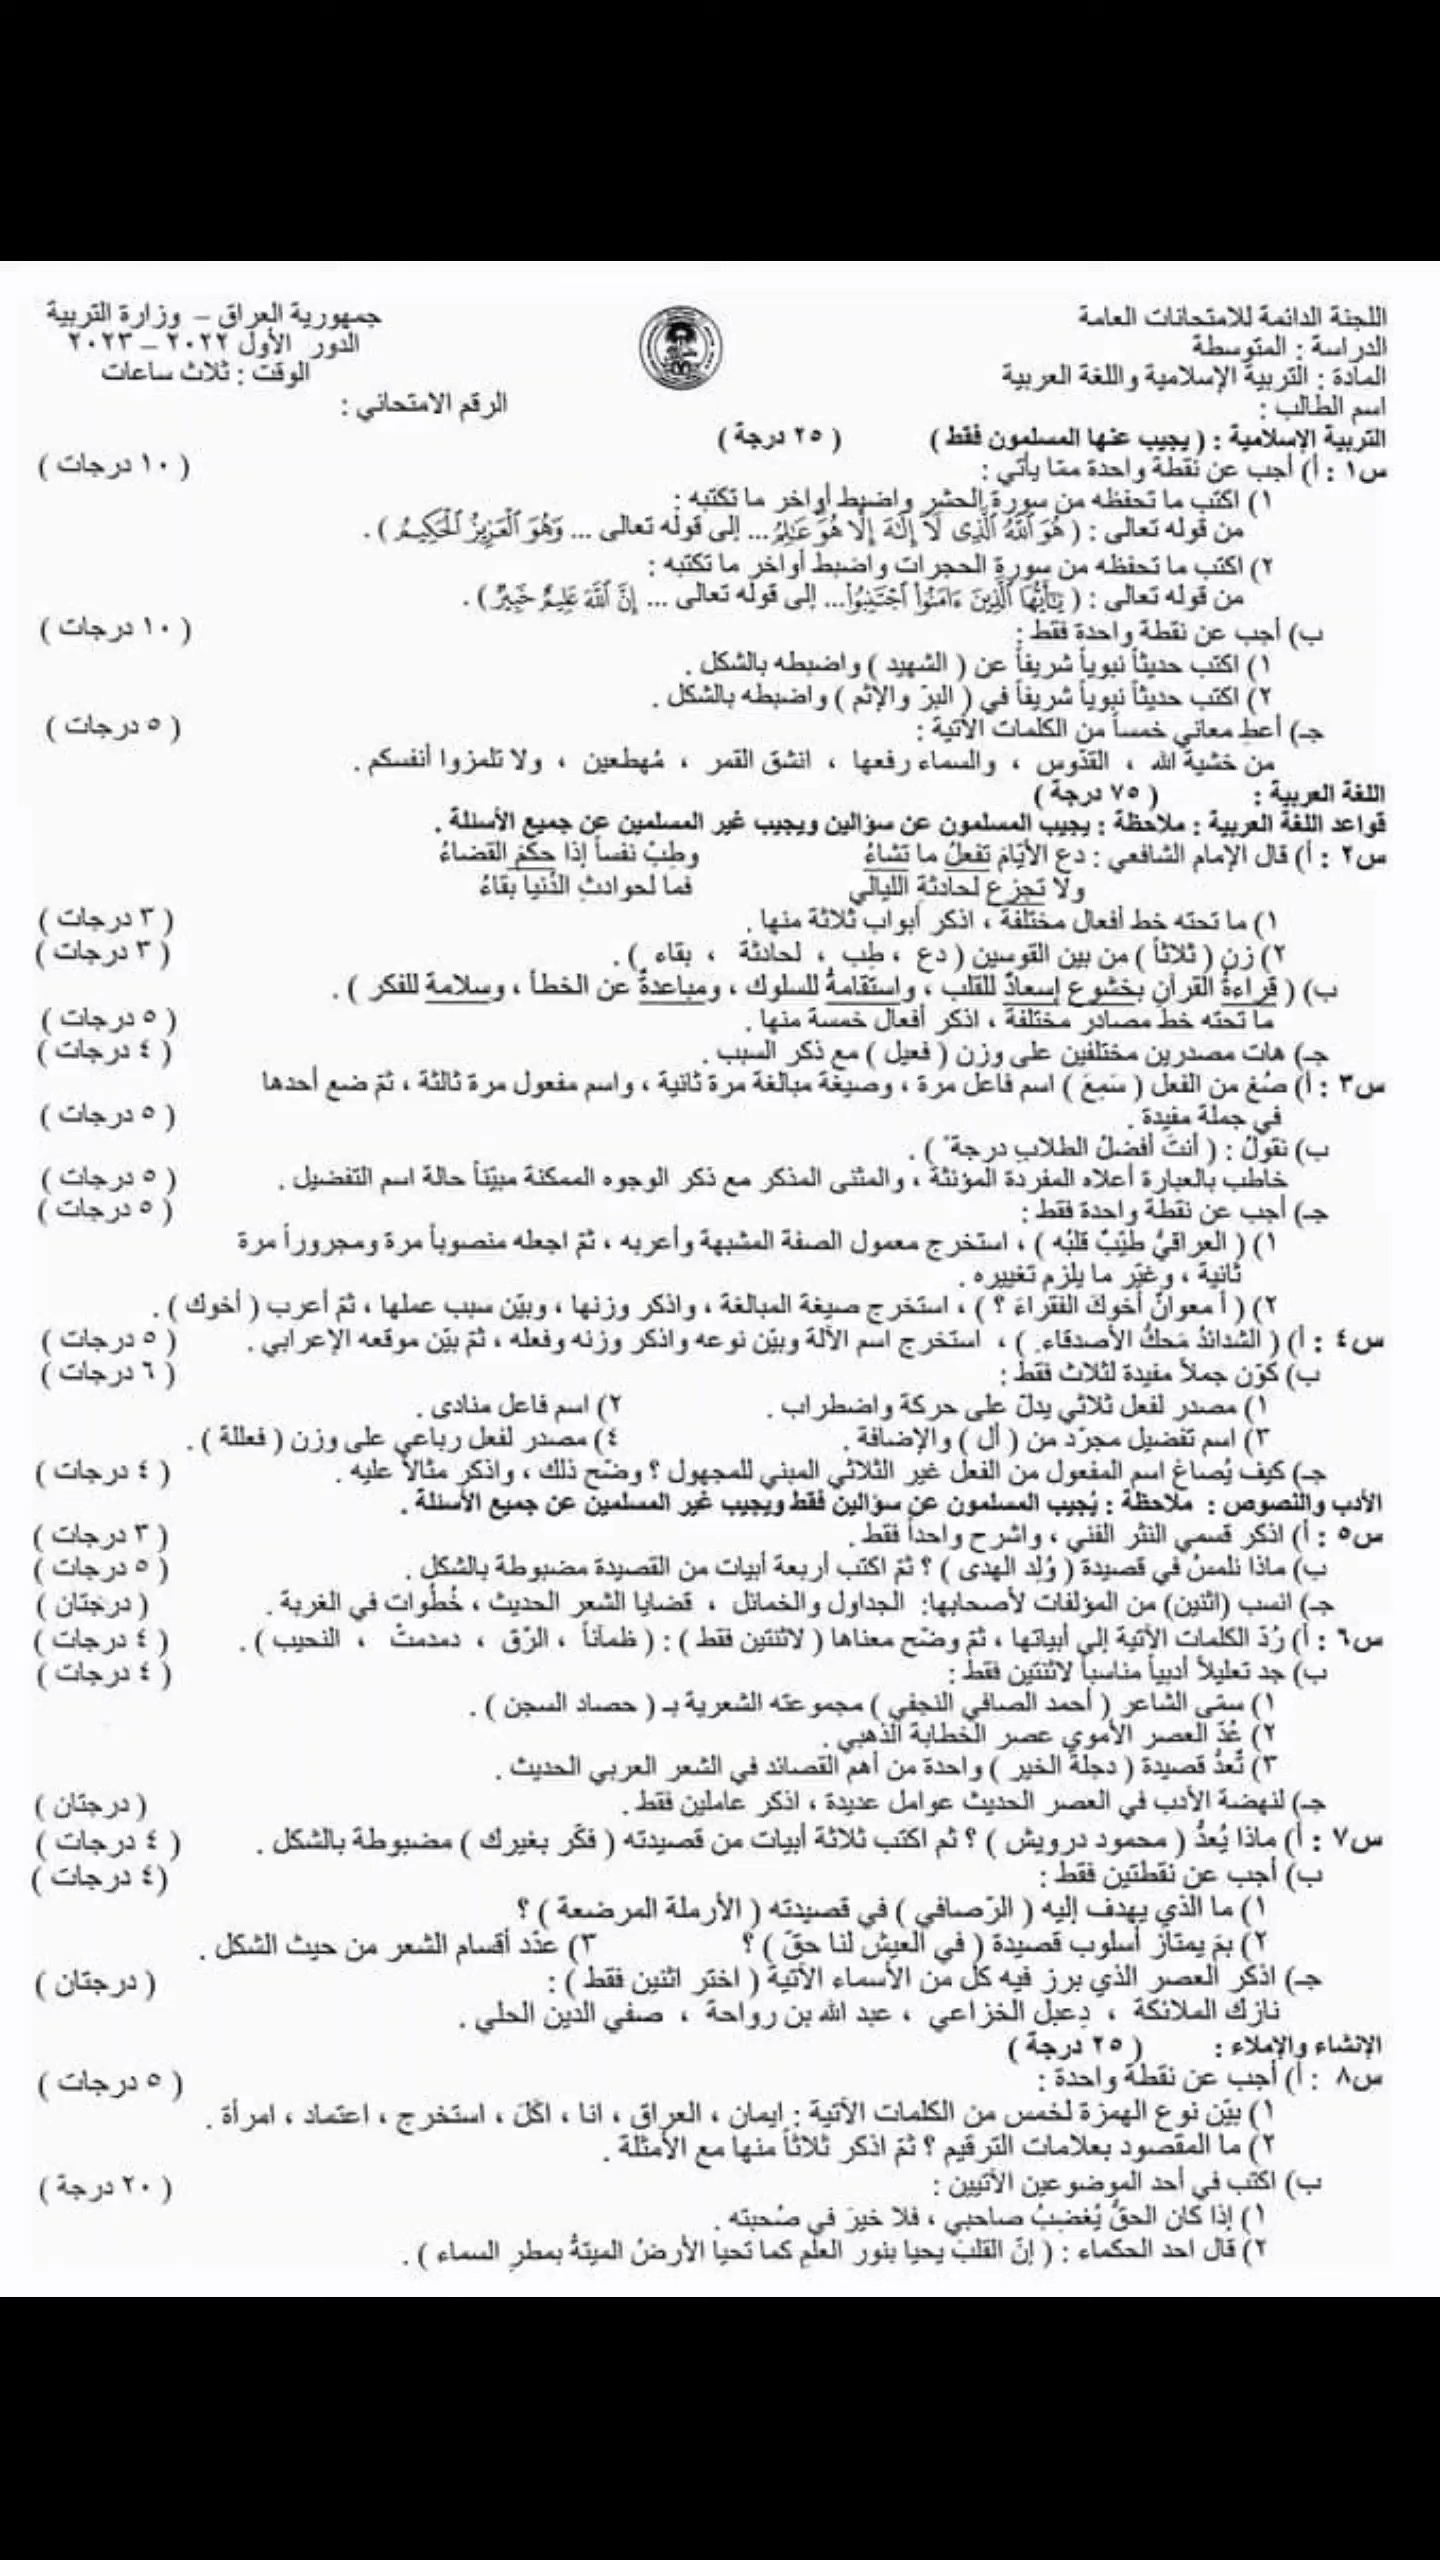 اللجنة الدائمة للامتحانات العامة
جمهورية العراق – وزارة التربية
الدراسة : المتوسطة
الدور الأول ٢٠٢٢ – ٢٠٢٣
المادة : التربية الإسلامية واللغة العربية
الوقت : ثلاث ساعات
اسم الطالب :
الرقم الامتحاني :
التربية الإسلامية : ( يجيب عنها المسلمون فقط ) ( ٢٥ درجة )
س١ : أ) أجب عن نقطة واحدة ممّا يأتي : ( ١٠ درجات )
١) اكتب ما تحفظه من سورة الحشر واضبط أواخر ما تكتبه :
من قوله تعالى : ( هُوَ ٱللَّهُ ٱلَّذِى لَآ إِلَٰهَ إِلَّا هُوَ عَٰلِمُ... إلى قوله تعالى ... وَهُوَ ٱلْعَزِيزُ ٱلْحَكِيمُ ) .
٢) اكتب ما تحفظه من سورة الحجرات واضبط أواخر ما تكتبه :
من قوله تعالى : ( يَٰٓأَيُّهَا ٱلَّذِينَ ءَامَنُوا۟ ٱجْتَنِبُوا۟... إلى قوله تعالى ... إِنَّ ٱللَّهَ عَلِيمٌ خَبِيرٌ ) .
ب) أجب عن نقطة واحدة فقط : ( ١٠ درجات )
١) اكتب حديثاً نبوياً شريفاً عن ( الشهيد ) واضبطه بالشكل .
٢) اكتب حديثاً نبوياً شريفاً في ( البرّ والإثم ) واضبطه بالشكل .
جـ) أعطِ معاني خمساً من الكلمات الآتية : ( ٥ درجات )
من خشية الله ، القدّوس ، والسماء رفعها ، انشق القمر ، مُهطعين ، ولا تلمزوا أنفسكم .
اللغة العربية : ( ٧٥ درجة )
قواعد اللغة العربية : ملاحظة : يجيب المسلمون عن سؤالين ويجيب غير المسلمين عن جميع الأسئلة .
س٢ : أ) قال الإمام الشافعي : دع الأيّامَ تفعلُ ما تشاءُ وطِبْ نفساً إذا حكمَ القضاءُ
ولا تجزع لحادثةِ الليالي فما لحوادثِ الدُنيا بقاءُ
١) ما تحته خط أفعال مختلفة ، اذكر أبواب ثلاثة منها . ( ٣ درجات )
٢) زن ( ثلاثاً ) من بين القوسين ( دع ، طِب ، لحادثة ، بقاء ) . ( ٣ درجات )
ب) ( قراءةُ القرآنِ بخشوعٍ إسعادٌ للقلب ، واستقامةٌ للسلوك ، ومباعدةٌ عن الخطأ ، وسلامة للفكر ) .
ما تحته خط مصادر مختلفة ، اذكر أفعال خمسة منها . ( ٥ درجات )
جـ) هات مصدرين مختلفين على وزن ( فعيل ) مع ذكر السبب . ( ٤ درجات )
س٣ : أ) صُغ من الفعل ( سَمِعَ ) اسم فاعل مرة ، وصيغة مبالغة مرة ثانية ، واسم مفعول مرة ثالثة ، ثمّ ضع أحدها
في جملة مفيدة . ( ٥ درجات )
ب) نقولُ : ( أنتَ أفضلُ الطلابِ درجةً ) .
خاطب بالعبارة أعلاه المفردة المؤنثة ، والمثنى المذكر مع ذكر الوجوه الممكنة مبيّناً حالة اسم التفضيل . ( ٥ درجات )
جـ) أجب عن نقطة واحدة فقط : ( ٥ درجات )
١) ( العراقيُّ طيّبٌ قلبُه ) ، استخرج معمول الصفة المشبهة وأعربه ، ثمّ اجعله منصوباً مرة ومجروراً مرة
ثانية ، وغيّر ما يلزم تغييره .
٢) ( أ معوانٌ أخوكَ الفقراءَ ؟ ) ، استخرج صيغة المبالغة ، واذكر وزنها ، وبيّن سبب عملها ، ثمّ أعرب ( أخوك ) .
س٤ : أ) ( الشدائدُ مَحكُّ الأصدقاء. ) ، استخرج اسم الآلة وبيّن نوعه واذكر وزنه وفعله ، ثمّ بيّن موقعه الإعرابي . ( ٥ درجات )
ب) كوّن جملاً مفيدة لثلاث فقط : ( ٦ درجات )
١) مصدر لفعل ثلاثي يدلّ على حركة واضطراب . ٢) اسم فاعل منادى .
٣) اسم تفضيل مجرّد من ( أل ) والإضافة . ٤) مصدر لفعل رباعي على وزن ( فعللة ) .
جـ) كيف يُصاغ اسم المفعول من الفعل غير الثلاثي المبني للمجهول ؟ وضّح ذلك ، واذكر مثالاً عليه . ( ٤ درجات )
الأدب والنصوص : ملاحظة : يُجيب المسلمون عن سؤالين فقط ويجيب غير المسلمين عن جميع الأسئلة .
س٥ : أ) اذكر قسمي النثر الفني ، واشرح واحداً فقط . ( ٣ درجات )
ب) ماذا نلمسُ في قصيدة ( وُلد الهدى ) ؟ ثمّ اكتب أربعة أبيات من القصيدة مضبوطة بالشكل . ( ٥ درجات )
جـ) انسب (اثنين) من المؤلفات لأصحابها: الجداول والخمائل ، قضايا الشعر الحديث ، خُطُوات في الغربة . ( درجتان )
س٦ : أ) رُدّ الكلمات الآتية إلى أبياتها ، ثمّ وضّح معناها ( لاثنتين فقط ) : ( ظمآناً ، الرّق ، دمدمتْ ، النحيب ) . ( ٤ درجات )
ب) جد تعليلاً أدبياً مناسباً لاثنتين فقط : ( ٤ درجات )
١) سمّى الشاعر ( أحمد الصافي النجفي ) مجموعته الشعرية بـ ( حصاد السجن ) .
٢) عُدّ العصر الأموي عصر الخطابة الذهبي .
٣) تُعدُّ قصيدة ( دجلة الخير ) واحدة من أهم القصائد في الشعر العربي الحديث .
جـ) لنهضة الأدب في العصر الحديث عوامل عديدة ، اذكر عاملين فقط . ( درجتان )
س٧ : أ) ماذا يُعدُّ ( محمود درويش ) ؟ ثم اكتب ثلاثة أبيات من قصيدته ( فكّر بغيرك ) مضبوطة بالشكل . ( ٤ درجات )
ب) أجب عن نقطتين فقط : (٤ درجات )
١) ما الذي يهدف إليه ( الرّصافي ) في قصيدته ( الأرملة المرضعة ) ؟
٢) بمَ يمتاز أسلوب قصيدة ( في العيش لنا حقّ ) ؟ ٣) عدّد أقسام الشعر من حيث الشكل .
جـ) اذكر العصر الذي برز فيه كل من الأسماء الآتية ( اختر اثنين فقط ) : ( درجتان )
نازك الملائكة ، دِعبل الخزاعي ، عبد الله بن رواحة ، صفي الدين الحلي .
الإنشاء والإملاء : ( ٢٥ درجة )
س٨ : أ) أجب عن نقطة واحدة : ( ٥ درجات )
١) بيّن نوع الهمزة لخمس من الكلمات الآتية : ايمان ، العراق ، انا ، اكَلَ ، استخرج ، اعتماد ، امرأة .
٢) ما المقصود بعلامات الترقيم ؟ ثمّ اذكر ثلاثاً منها مع الأمثلة .
ب) اكتب في أحد الموضوعين الآتيين : ( ٢٠ درجة )
١) إذا كان الحقُّ يُغضِبُ صاحبي ، فلا خيرَ في صُحبته .
٢) قال احد الحكماء : ( إنّ القلبَ يحيا بنور العلمِ كما تحيا الأرضُ الميتةُ بمطرِ السماء ) .